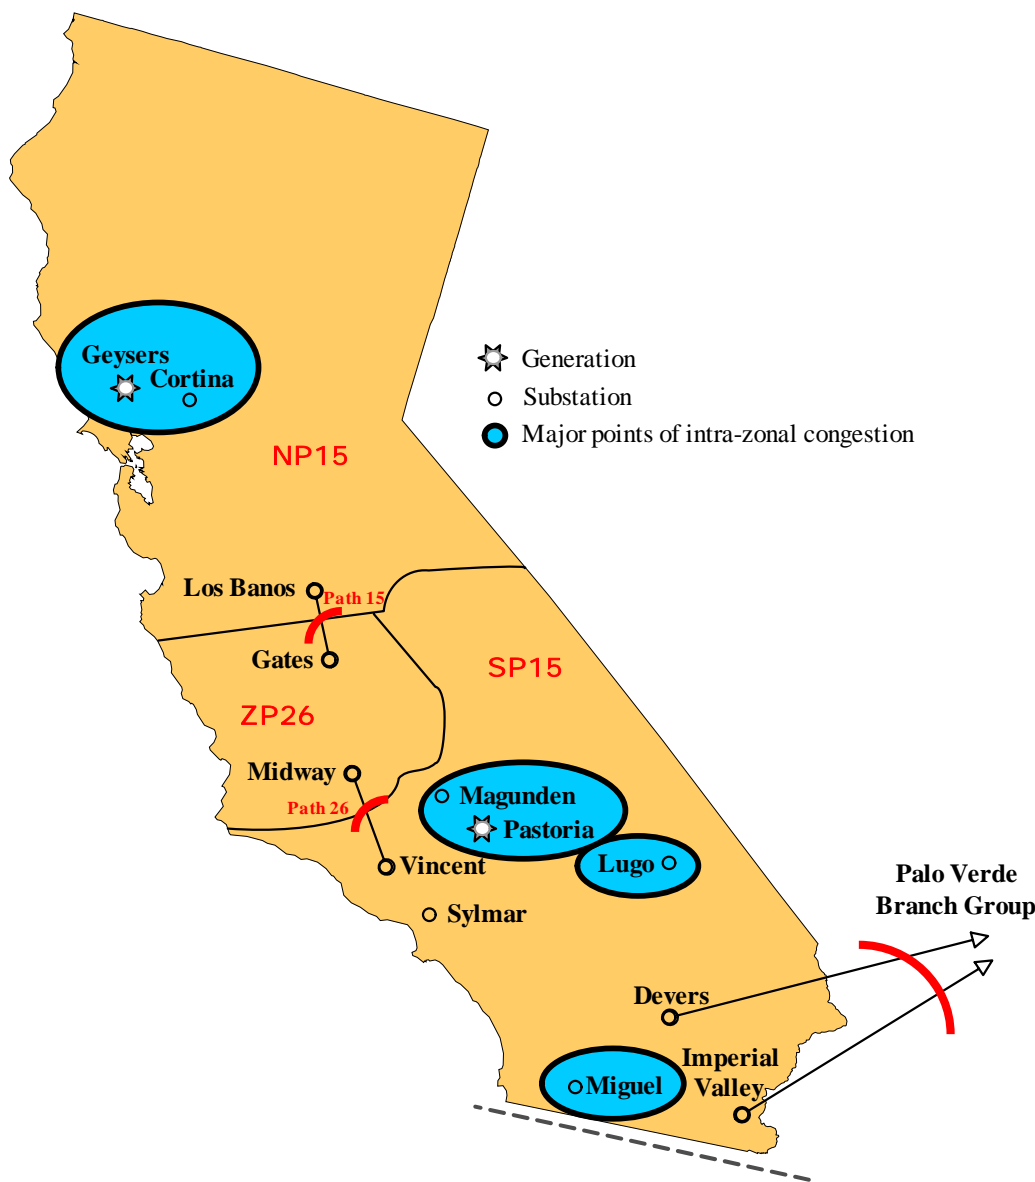 Geysers
Cortina
Generation
Substation
Major points of intra-zonal congestion
NP15
Los Banos
Path 15
Gates
SP15
ZP26
Midway
Path 26
Magunden
Pastoria
Vincent
Lugo
Sylmar
Palo Verde
Branch Group
Devers
Imperial
Valley
Miguel